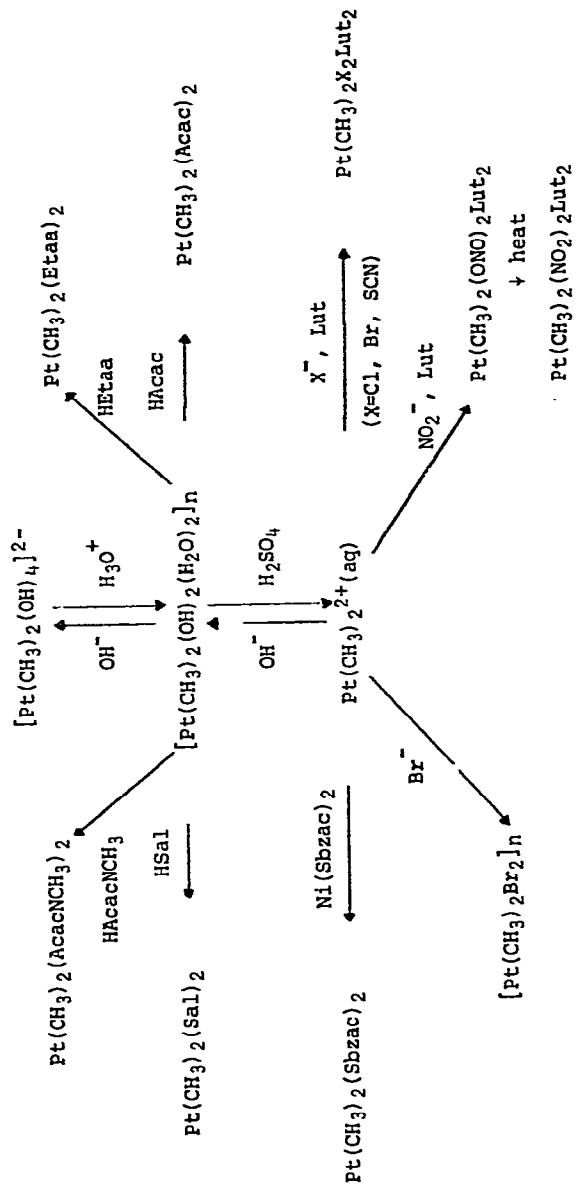 [Pt(CH3)2(OH)4]2-
OH-
H3O+
Pt(CH3)2(AcacNCH3)2
HAcacNCH3
Pt(CH3)2(Etaa)2
HEtaa
[Pt(CH3)2(OH)2(H2O)2]n
HSal
Pt(CH3)2(Sal)2
HAcac
Pt(CH3)2(Acac)2
OH-
H2SO4
Pt(CH3)2 2+(aq)
Ni(Sbzac)2
Pt(CH3)2(Sbzac)2
X-, Lut
(X=Cl, Br, SCN)
Pt(CH3)2X2Lut2
Br-
[Pt(CH3)2Br2]n
NO2-, Lut
Pt(CH3)2(ONO)2Lut2
↓ heat
Pt(CH3)2(NO2)2Lut2